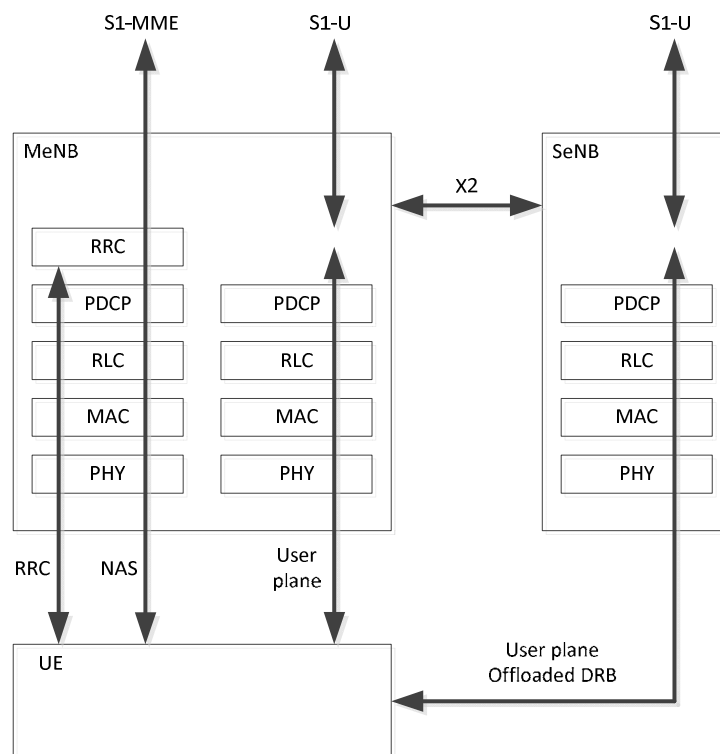 S1-MME
S1-U
S1-U
MeNB
SeNB
X2
RRC
PDCP
PDCP
PDCP
RLC
RLC
RLC
MAC
MAC
MAC
PHY
PHY
PHY
RRC
NAS
User
plane
UE
User plane
Offloaded DRB